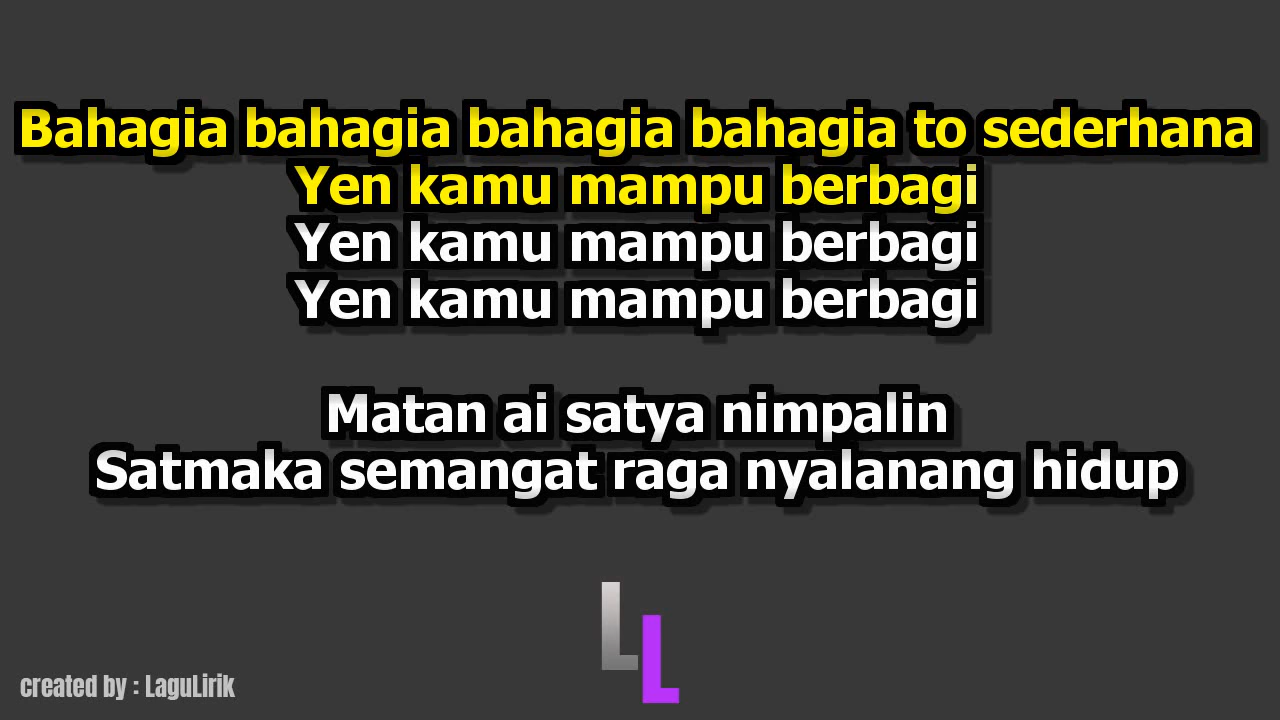 Bahagia bahagia bahagia bahagia to sederhana
Yen kamu mampu berbagi
Yen kamu mampu berbagi
Yen kamu mampu berbagi
Matan ai satya nimpalin
Satmaka semangat raga nyalanang hidup
LL
created by : LaguLirik